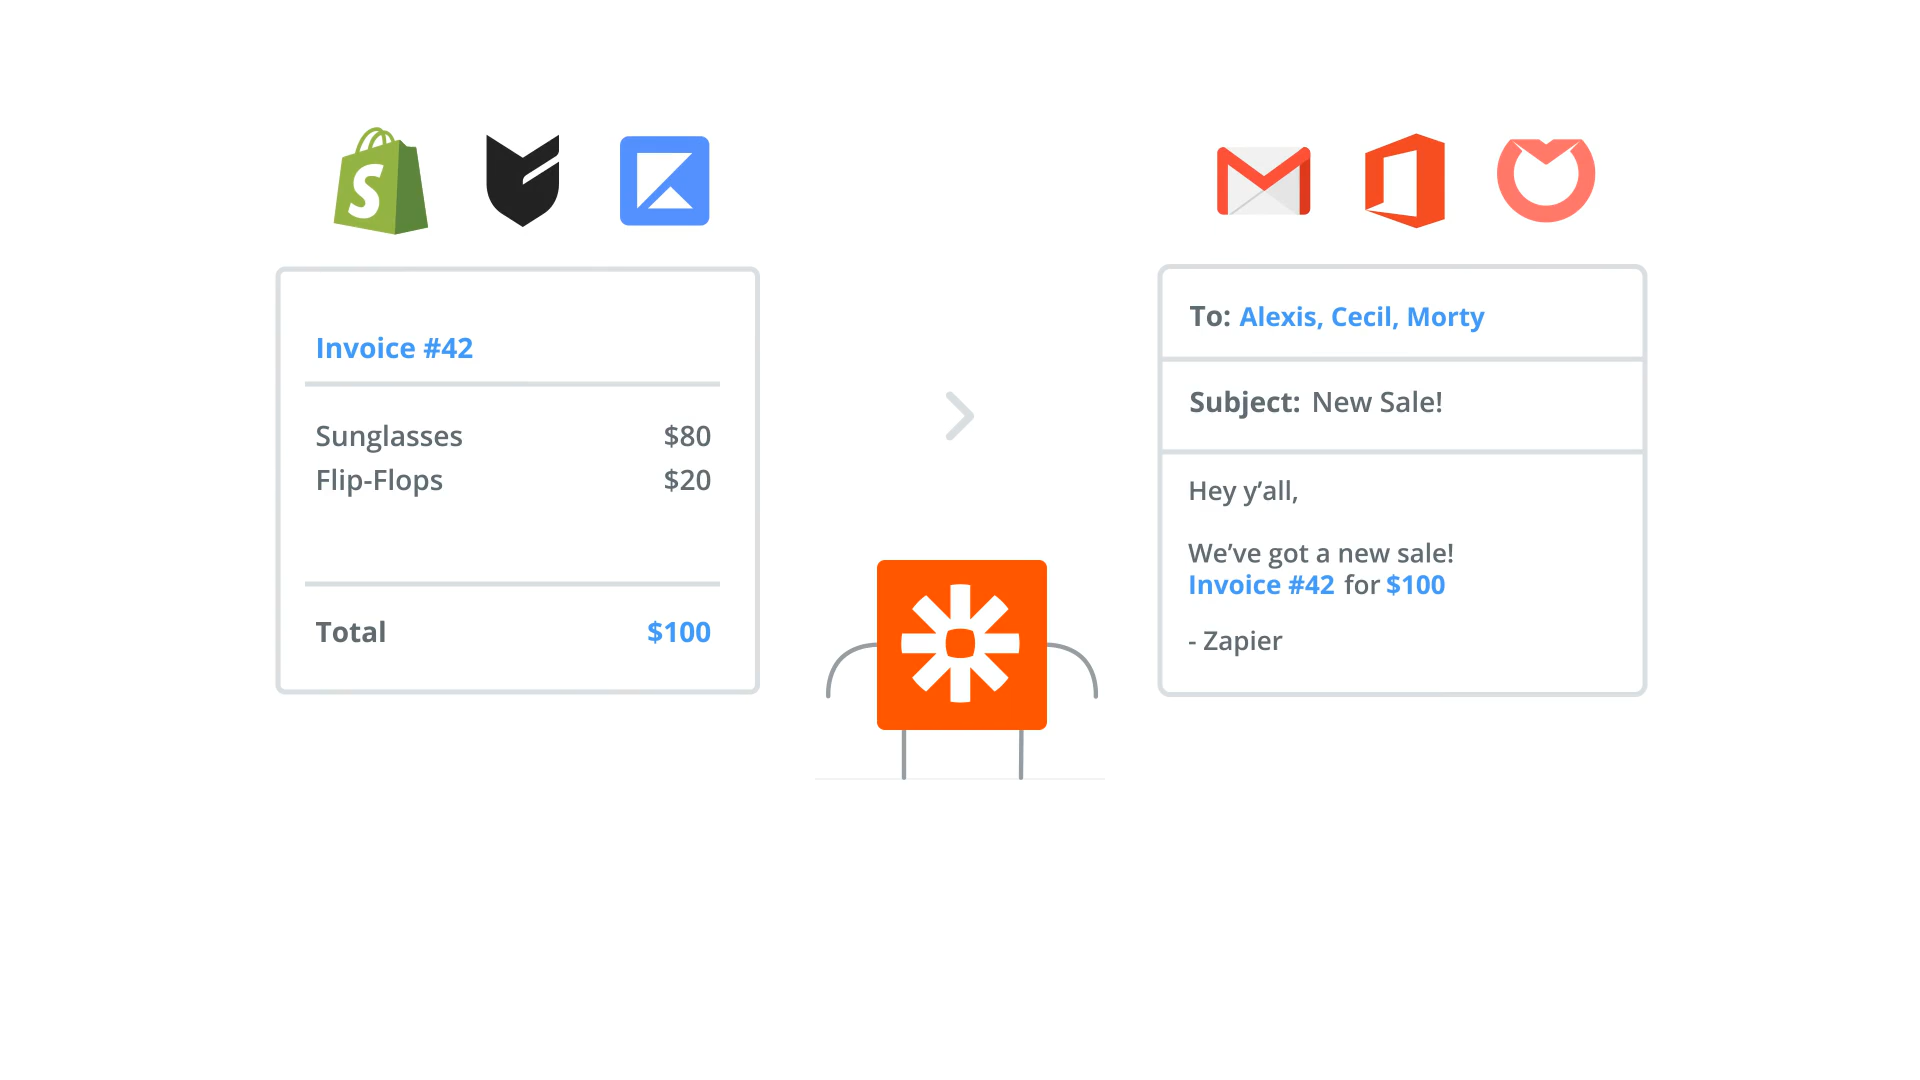 Invoice #42
Sunglasses $80
Flip-Flops $20
Total $100
To: Alexis, Cecil, Morty
Subject: New Sale!
Hey y’all,
We’ve got a new sale!
Invoice #42 for $100
- Zapier